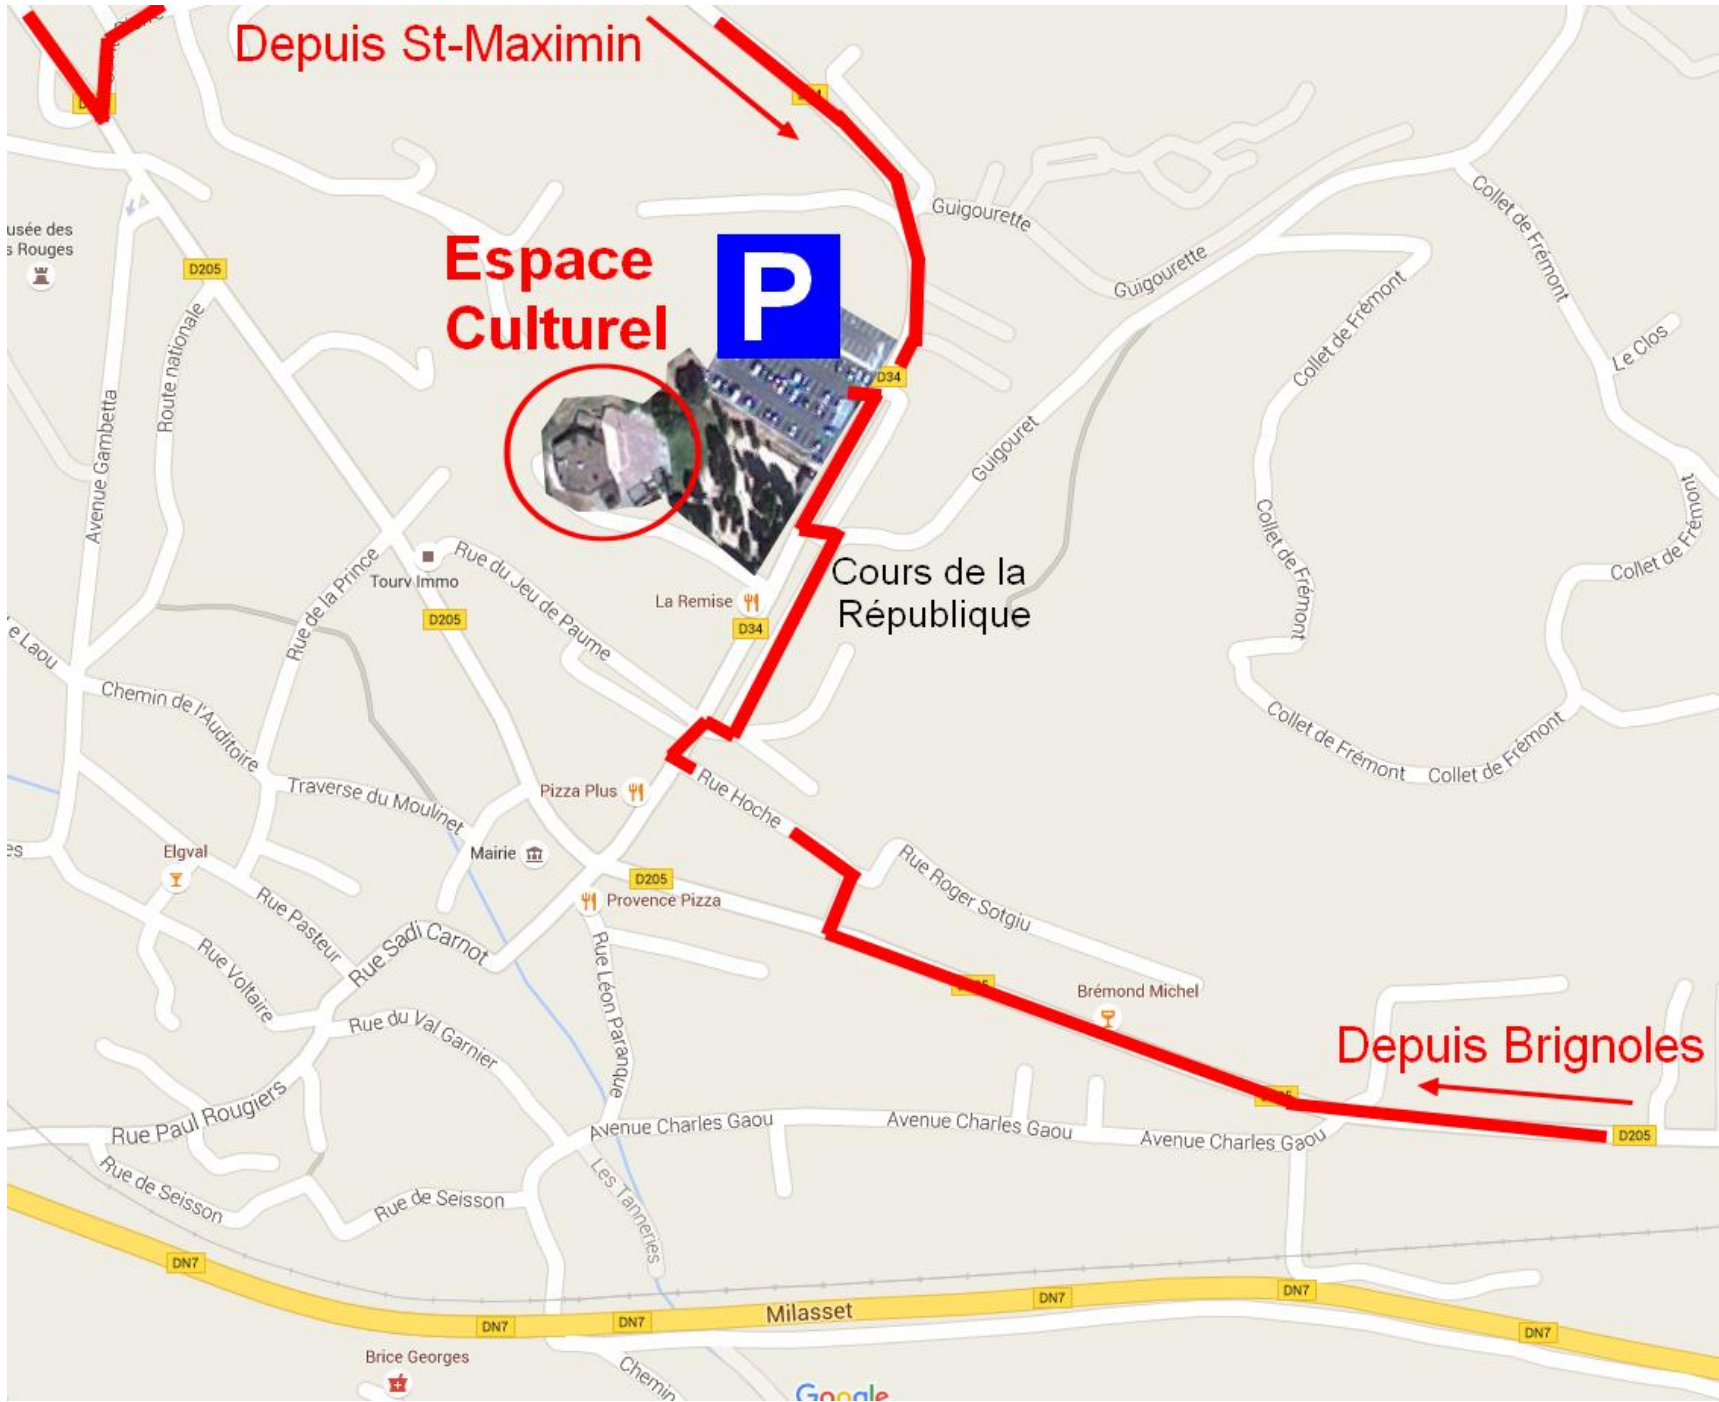 Depuis St-Maximin
Guigourette
Collet de Frémont
usée des
s Rouges
D205
Espace
Culturel
P
Guigourette
Collet de Frémont
Le Clos
Route nationale
Avenue Gambetta
D34
Guigouret
Collet de Frémont
Collet de Frémont
Collet de Frémont
Rue de la Prince
Tourv Immo
Rue du Jeu de Paume
Cours de la
République
La Remise
D34
D205
e Laou
Chemin de l'Auditoire
Collet de Frémont
Collet de Frémont
Traverse du Moulinet
Pizza Plus
Rue Hoche
es
Elgval
Mairie
D205
Provence Pizza
Rue Roger Sotgiu
Rue Pasteur
Rue Sadi Carnot
Rue Voltaire
Rue Léon Paranque
Brémond Michel
Rue du Val Garnier
Depuis Brignoles
Rue Paul Rougiers
Avenue Charles Gaou
Avenue Charles Gaou
Avenue Charles Gaou
D205
Rue de Seisson
Rue de Seisson
Les Tanneries
DN7
DN7
DN7
Milasset
DN7
DN7
DN7
Brice Georges
Chemin
Google